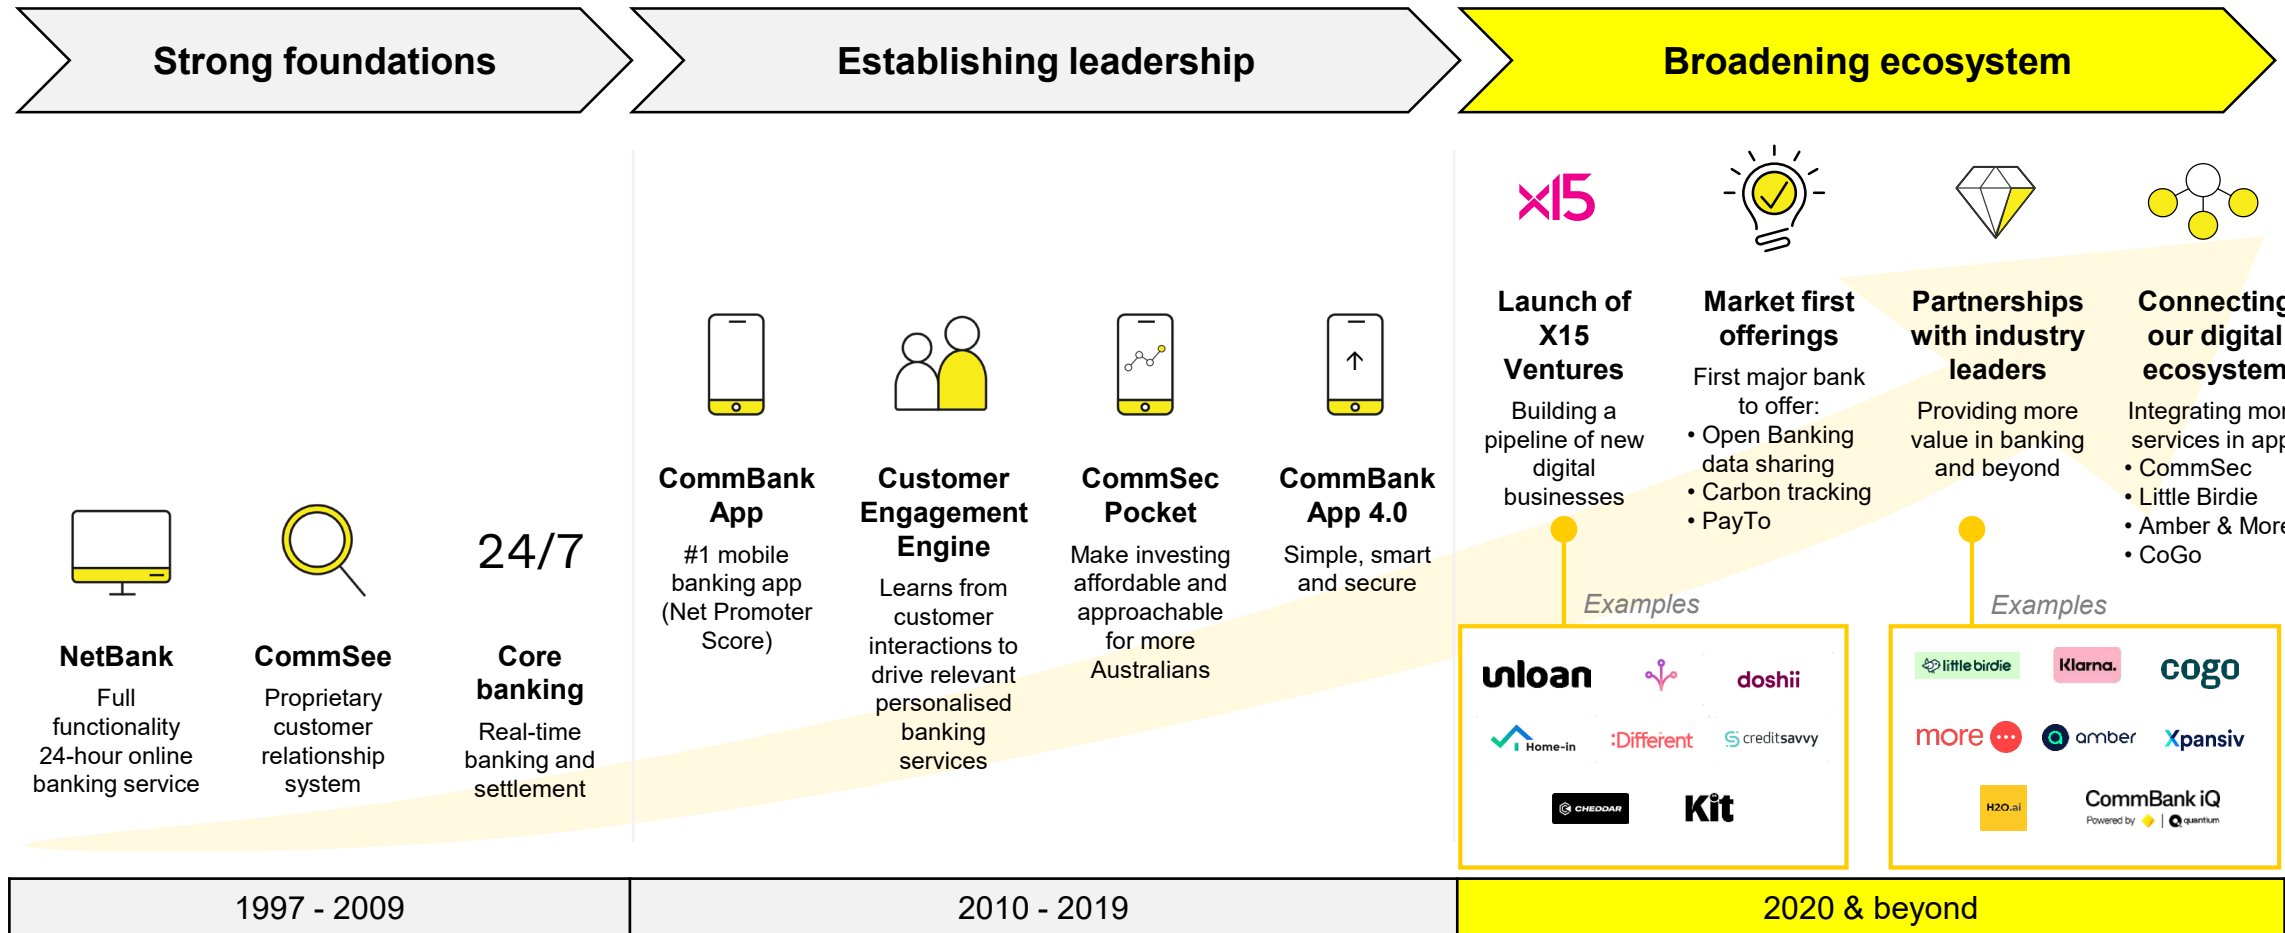 Strong foundations
Establishing leadership
Broadening ecosystem
24/7
NetBank
Full
functionality
24-hour online
banking service
CommSee
Proprietary
customer
relationship
system
Core
banking
Real-time
banking and
settlement
CommBank
App
#1 mobile
banking app
(Net Promoter
Score)
Customer
Engagement
Engine
Learns from
customer
interactions to
drive relevant
personalised
banking
services
CommSec
Pocket
Make investing
affordable and
approachable
for more
Australians
CommBank
App 4.0
Simple, smart
and secure
x15
Launch of
X15
Ventures
Building a
pipeline of new
digital
businesses
Market first
offerings
First major bank
to offer:
• Open Banking
data sharing
• Carbon tracking
• PayTo
Partnerships
with industry
leaders
Providing more
value in banking
and beyond
Connecting
our digital
ecosystem
Integrating mor
services in app
• CommSec
• Little Birdie
• Amber & More
• CoGo
Examples
unloan
doshii
Home-in
:Different
creditsavvy
CHEDDAR
Kit
Examples
little birdie
Klarna.
cogo
more
amber
Xpansiv
H2O.ai
CommBank iQ
Powered by | quantium
1997 - 2009
2010 - 2019
2020 & beyond